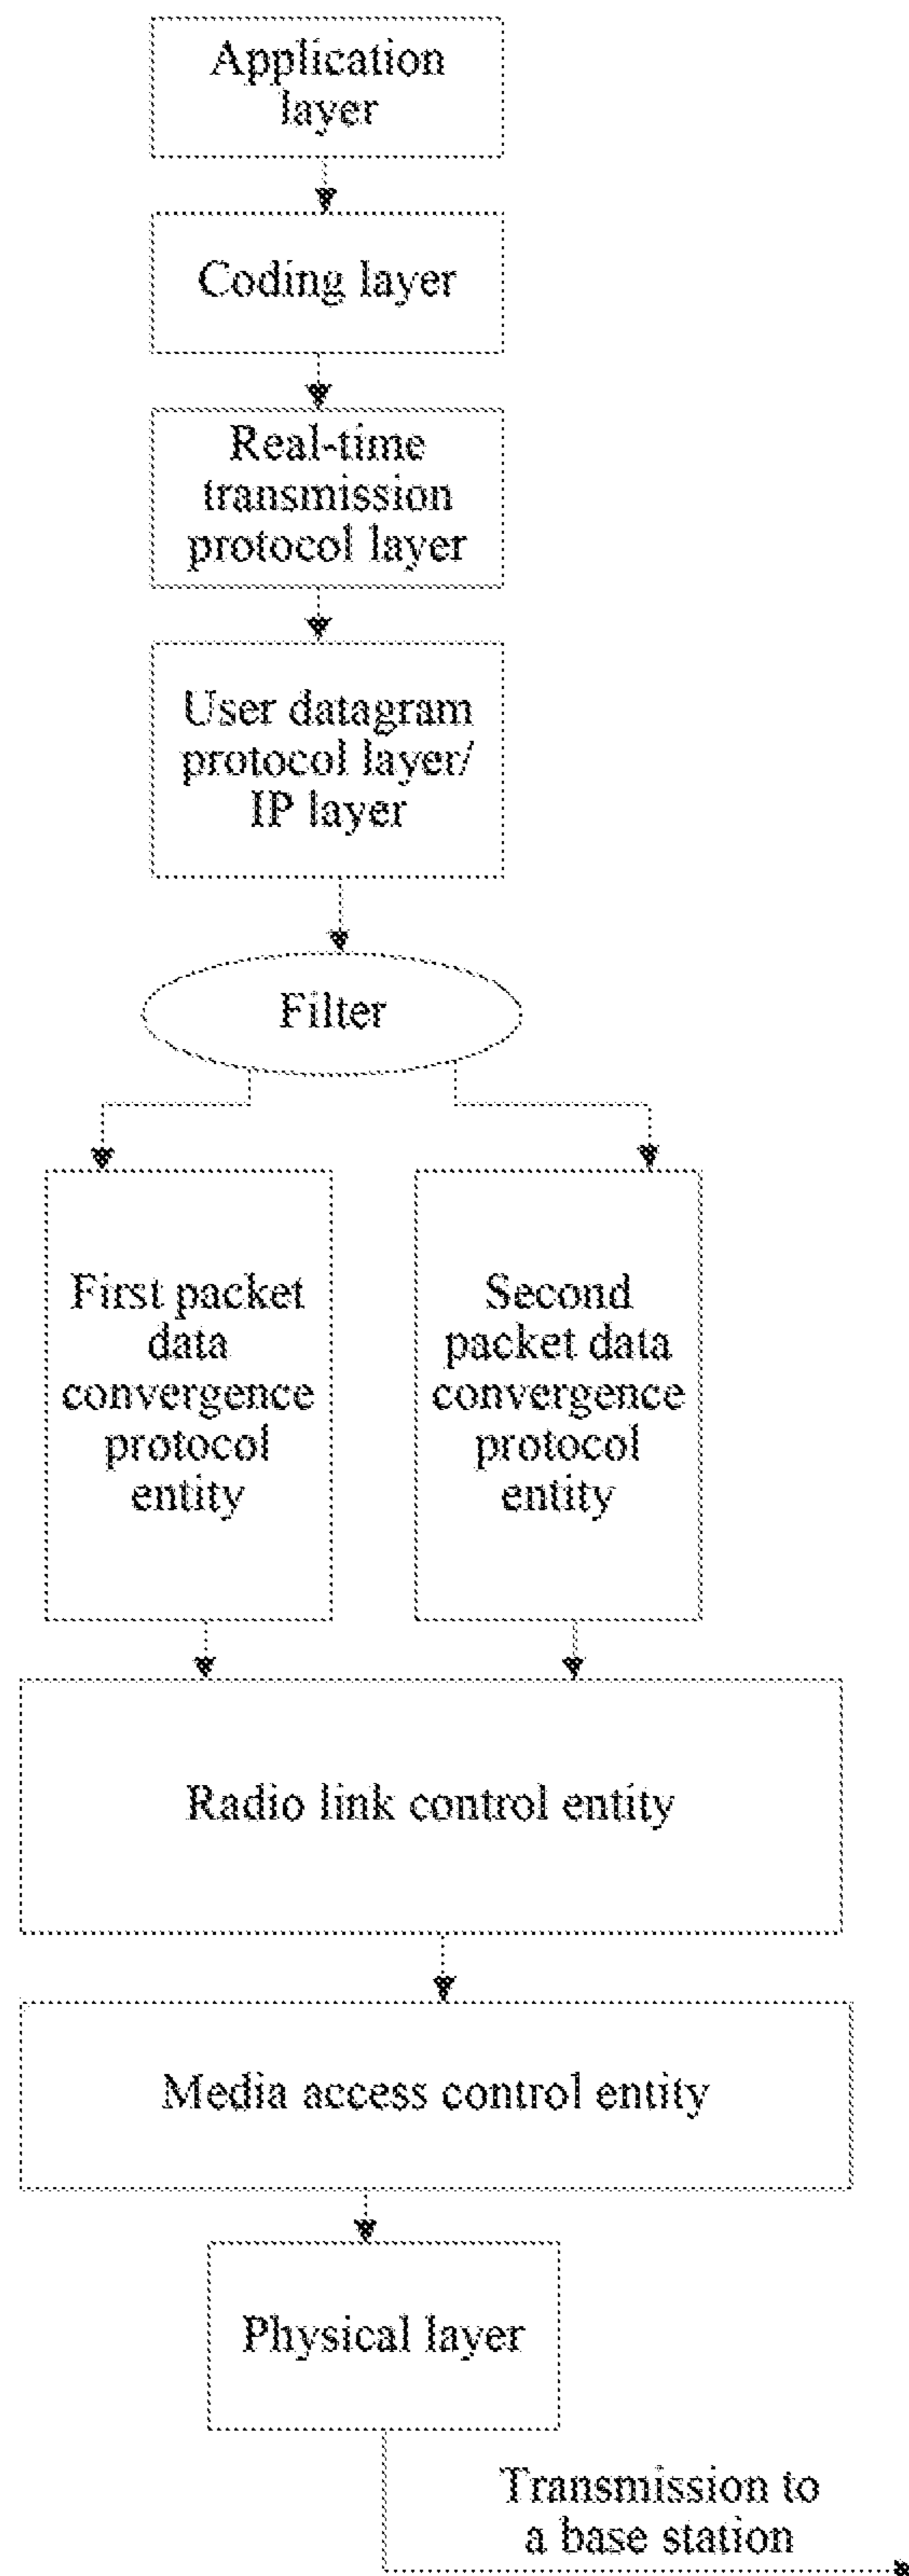 Application
layer
Coding layer
Real-time
transmission
protocol layer
User datagram
protocol layer/
IP layer
Filter
First packet
data
convergence
protocol
entity
Second
packet data
convergence
protocol
entity
Radio link control entity
Media access control entity
Physical layer
Transmission to
a base station